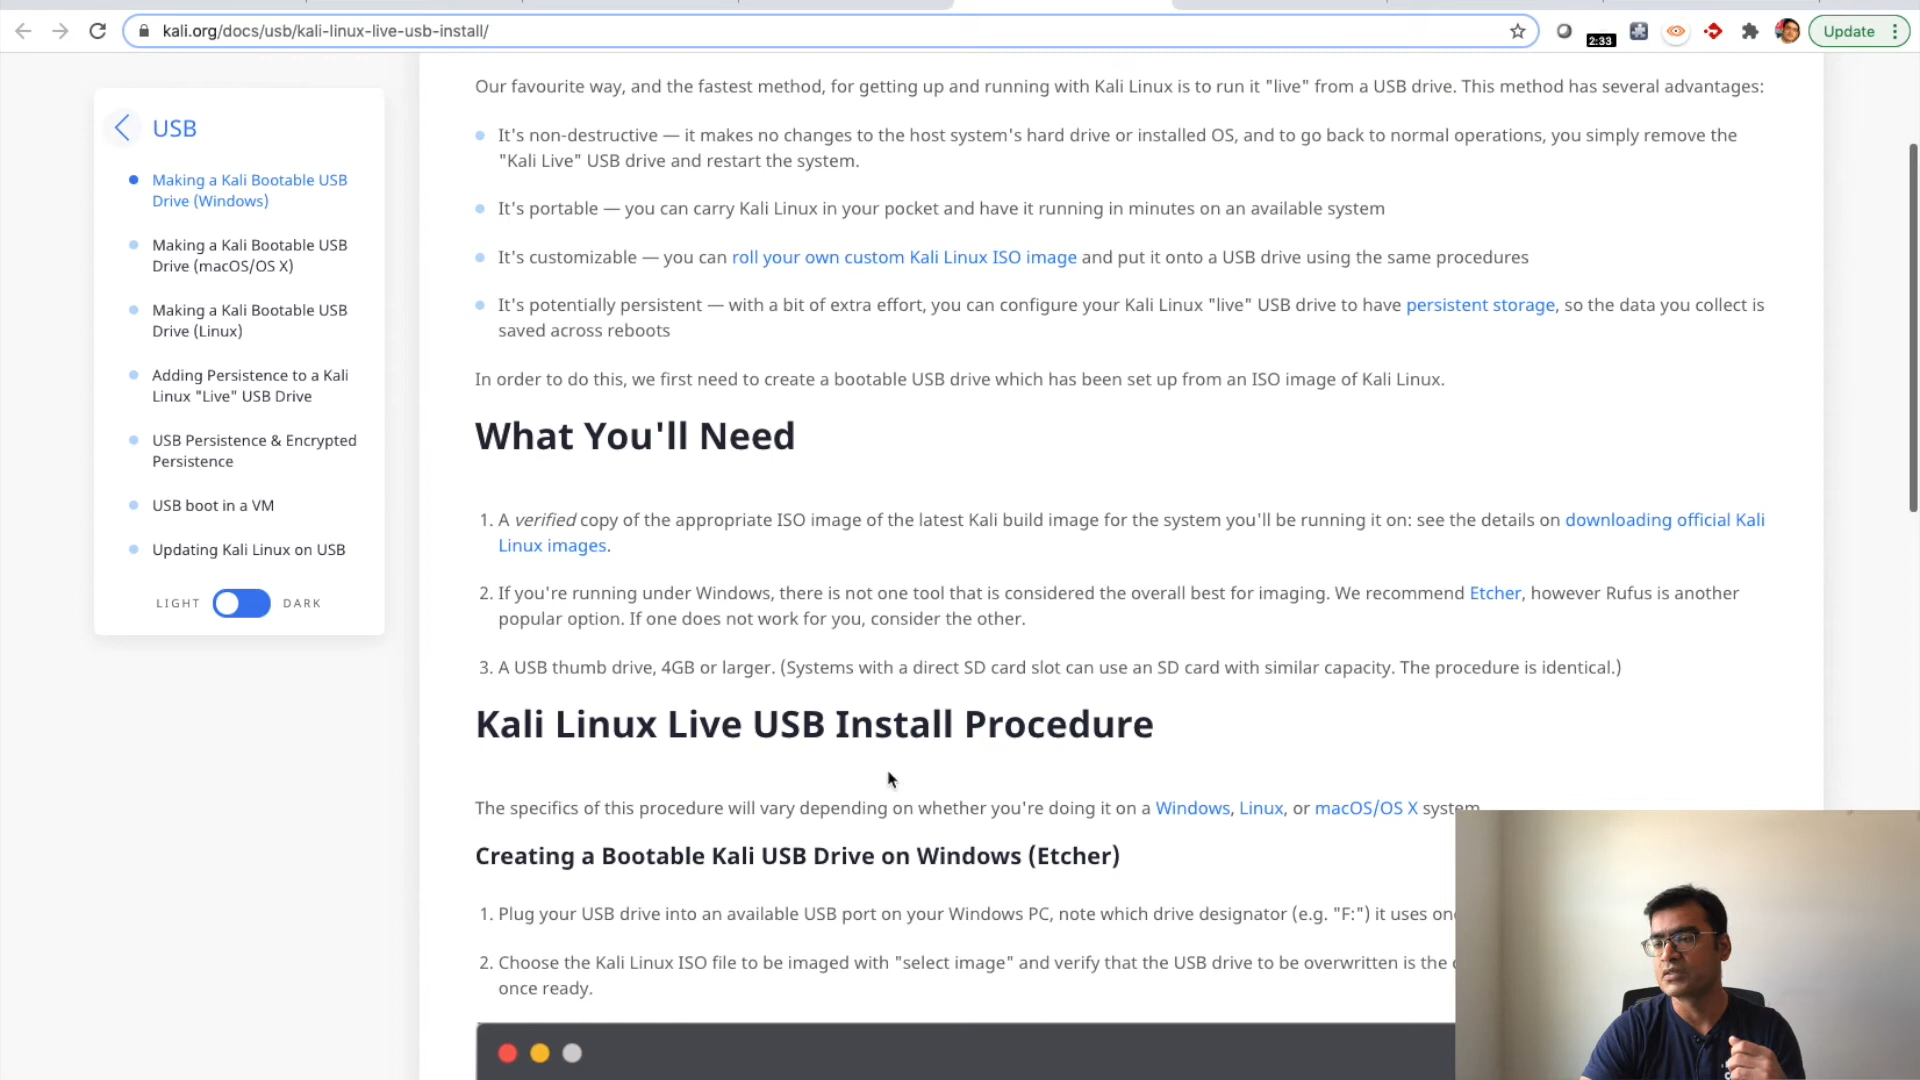 kali.org/docs/usb/kali-linux-live-usb-install/
2:33
Update
USB
Making a Kali Bootable USB
Drive (Windows)
Making a Kali Bootable USB
Drive (macOS/OS X)
Making a Kali Bootable USB
Drive (Linux)
Adding Persistence to a Kali
Linux "Live" USB Drive
USB Persistence & Encrypted
Persistence
USB boot in a VM
Updating Kali Linux on USB
LIGHT DARK
Our favourite way, and the fastest method, for getting up and running with Kali Linux is to run it "live" from a USB drive. This method has several advantages:
It's non-destructive — it makes no changes to the host system's hard drive or installed OS, and to go back to normal operations, you simply remove the
"Kali Live" USB drive and restart the system.
It's portable — you can carry Kali Linux in your pocket and have it running in minutes on an available system
It's customizable — you can roll your own custom Kali Linux ISO image and put it onto a USB drive using the same procedures
It's potentially persistent — with a bit of extra effort, you can configure your Kali Linux "live" USB drive to have persistent storage, so the data you collect is
saved across reboots
In order to do this, we first need to create a bootable USB drive which has been set up from an ISO image of Kali Linux.
What You'll Need
1. A verified copy of the appropriate ISO image of the latest Kali build image for the system you'll be running it on: see the details on downloading official Kali
Linux images.
2. If you're running under Windows, there is not one tool that is considered the overall best for imaging. We recommend Etcher, however Rufus is another
popular option. If one does not work for you, consider the other.
3. A USB thumb drive, 4GB or larger. (Systems with a direct SD card slot can use an SD card with similar capacity. The procedure is identical.)
Kali Linux Live USB Install Procedure
The specifics of this procedure will vary depending on whether you're doing it on a Windows, Linux, or macOS/OS X system
Creating a Bootable Kali USB Drive on Windows (Etcher)
1. Plug your USB drive into an available USB port on your Windows PC, note which drive designator (e.g. "F:") it uses
2. Choose the Kali Linux ISO file to be imaged with "select image" and verify that the USB drive to be overwritten is the
once ready.